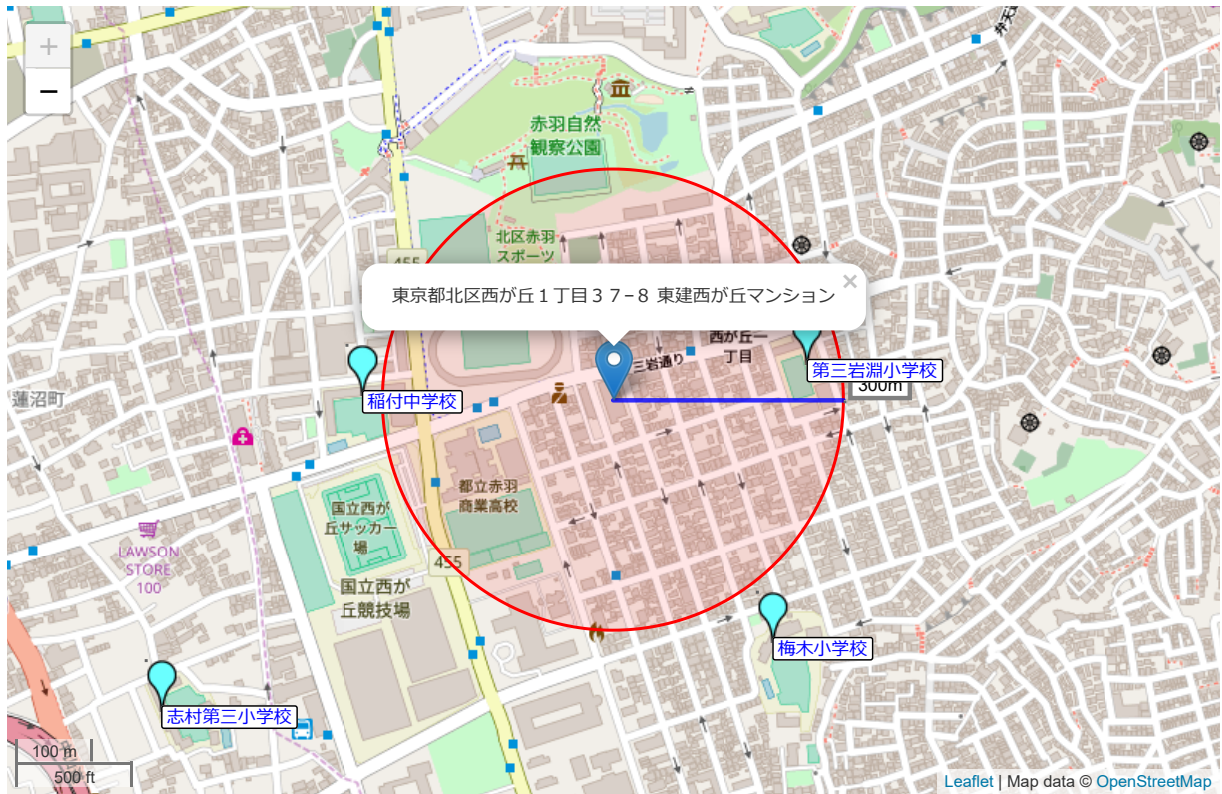 +
−
弁天
赤羽自然
観察公園
北区赤羽
スポーツ
455
東京都北区西が丘１丁目３７−８ 東建西が丘マンション
×
西が丘一
丁目
三岩通り
第三岩淵小学校
300m
稲付中学校
蓮沼町
都立赤羽
商業高校
国立西が
丘サッカー
場
LAWSON
STORE
100
455
国立西が
丘競技場
梅木小学校
志村第三小学校
100 m
500 ft
Leaflet | Map data © OpenStreetMap